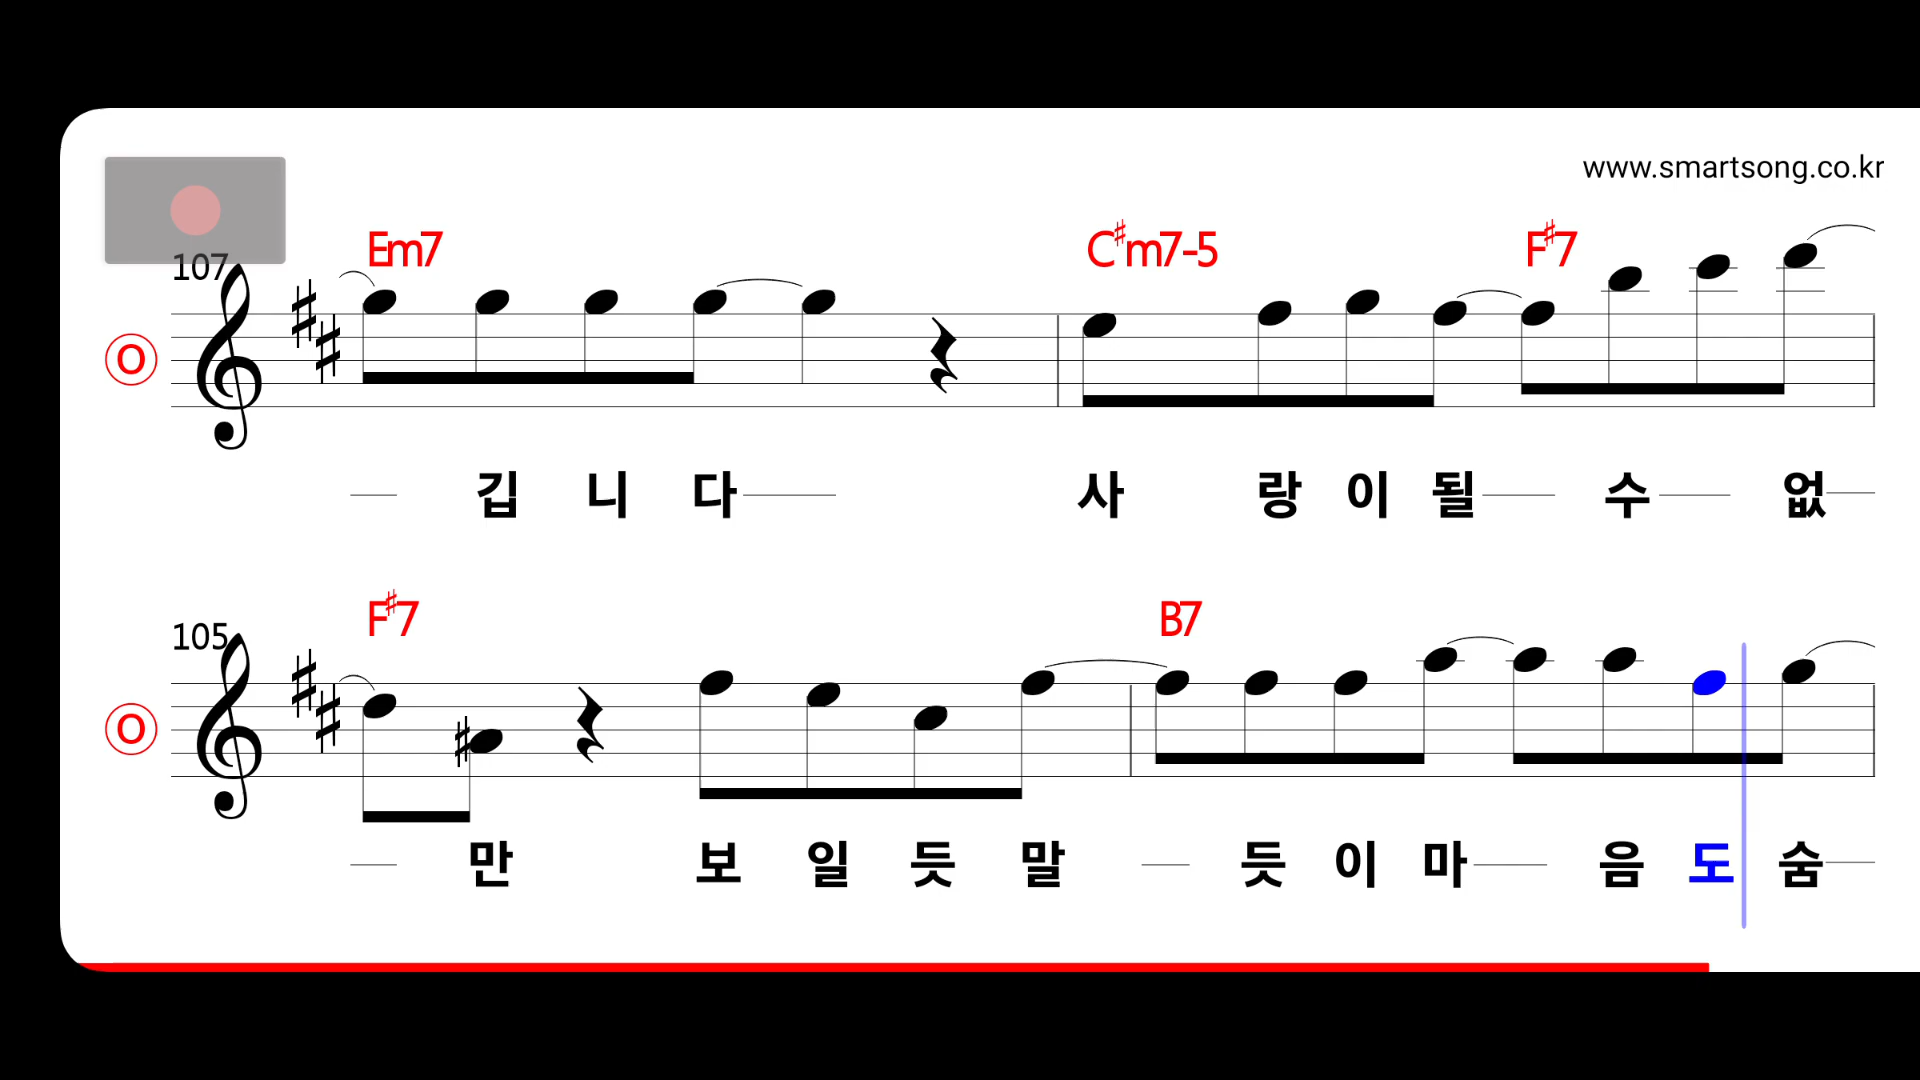 www.smartsong.co.kr
107 Em7 C♯m7-5 F♯7
O
깁 니 다 사 랑 이 될 수 없
105 F♯7 B7
O
만 보 일 듯 말 듯 이 마 음 도 숨